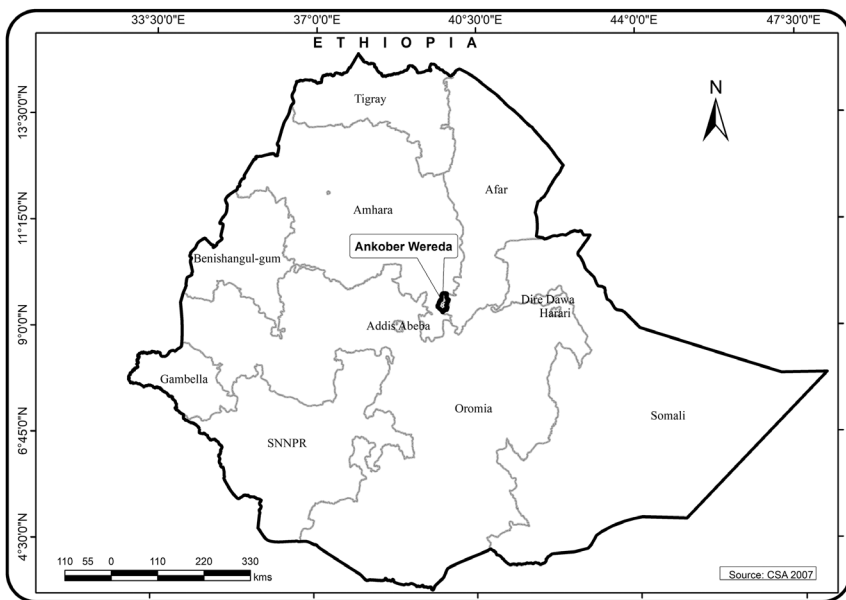 33°30'0"E 37°0'0"E 40°30'0"E 44°0'0"E 47°30'0"E
E T H I O P I A
N
Tigray
13°30'0"N
Afar
Amhara
11°15'0"N
Ankober Wereda
Benishangul-gum
Dire Dawa
Harari
Addis Abeba
9°0'0"N
Gambella
Oromia
Somali
SNNPR
6°45'0"N
4°30'0"N
110 55 0 110 220 330
kms
Source: CSA 2007